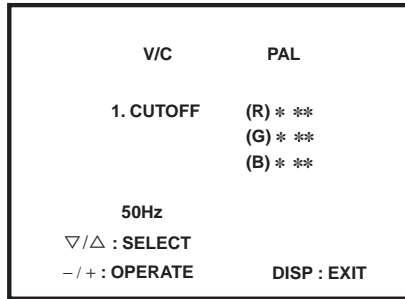 V/C PAL
1. CUTOFF (R) * **
(G) * **
(B) * **
50Hz
▽/△ : SELECT
– / + : OPERATE DISP : EXIT